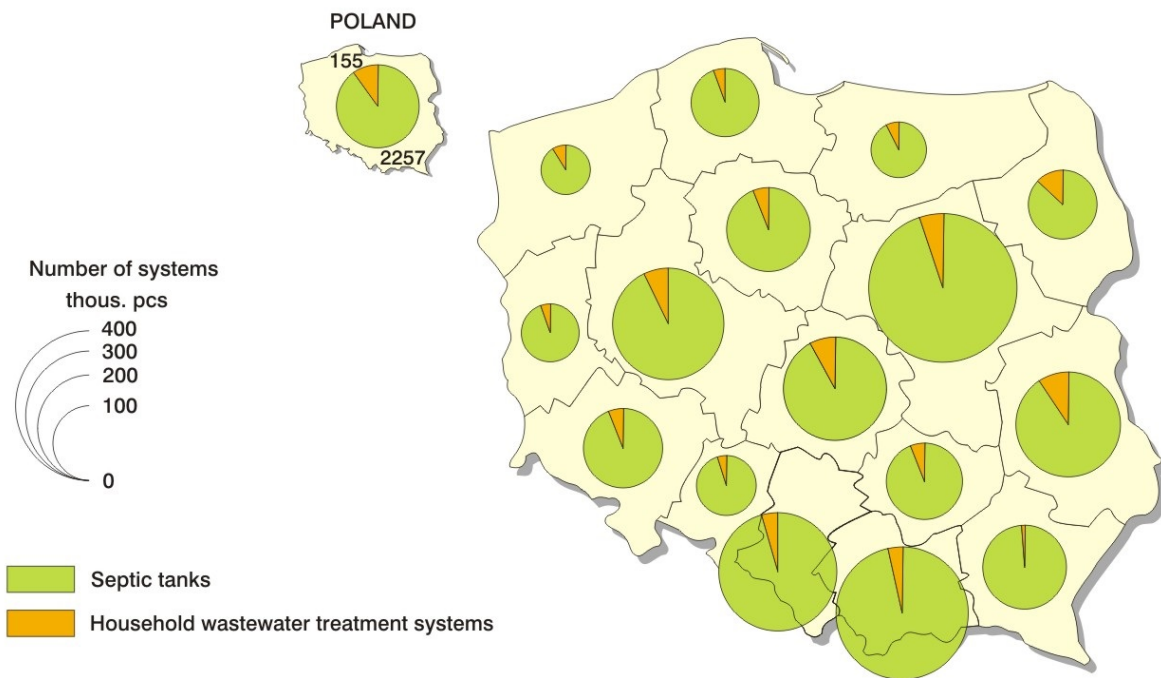 POLAND
155
2257
Number of systems
thous. pcs
400
300
200
100
0
Septic tanks
Household wastewater treatment systems